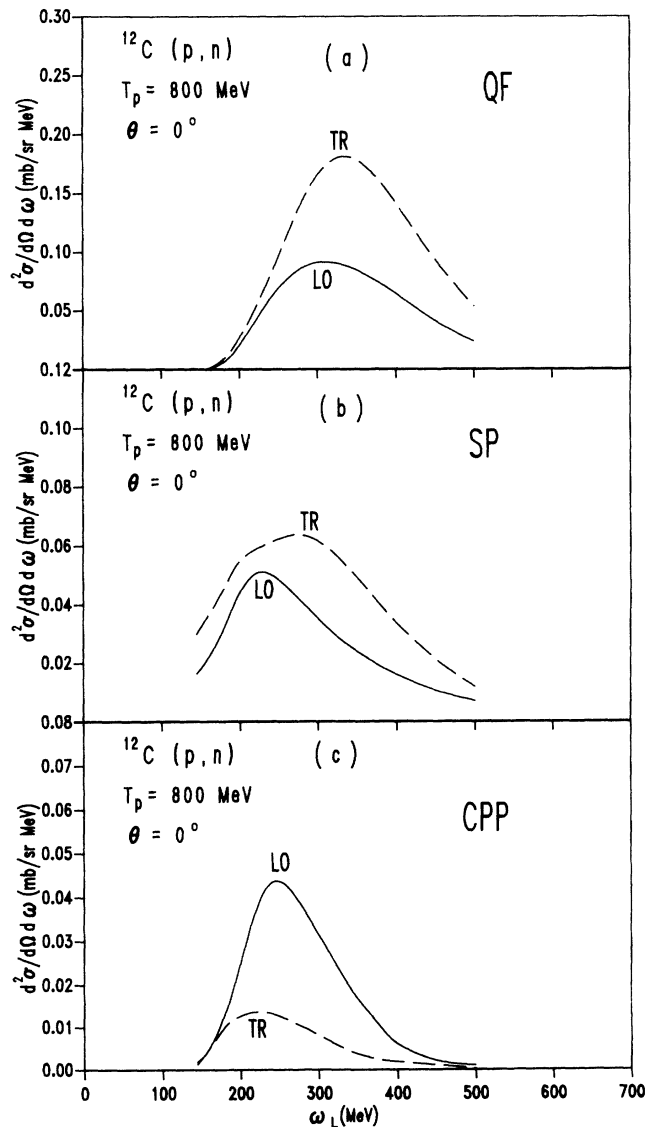 0.30
¹²C (p,n) (a)
T_p = 800 MeV QF
θ = 0°
0.25
0.20
TR
0.15
0.10
LO
0.05
d²σ/dΩ d ω (mb/sr MeV)
0.12
¹²C (p,n) (b)
T_p = 800 MeV SP
θ = 0°
0.10
0.08
TR
0.06
LO
0.04
0.02
d²σ/dΩ d ω (mb/sr MeV)
0.08
¹²C (p,n) (c)
0.07
T_p = 800 MeV CPP
θ = 0°
0.06
0.05
LO
0.04
0.03
0.02
0.01
TR
0.00
d²σ/dΩ d ω (mb/sr MeV)
0 100 200 300 400 500 600 700
ω_L (MeV)